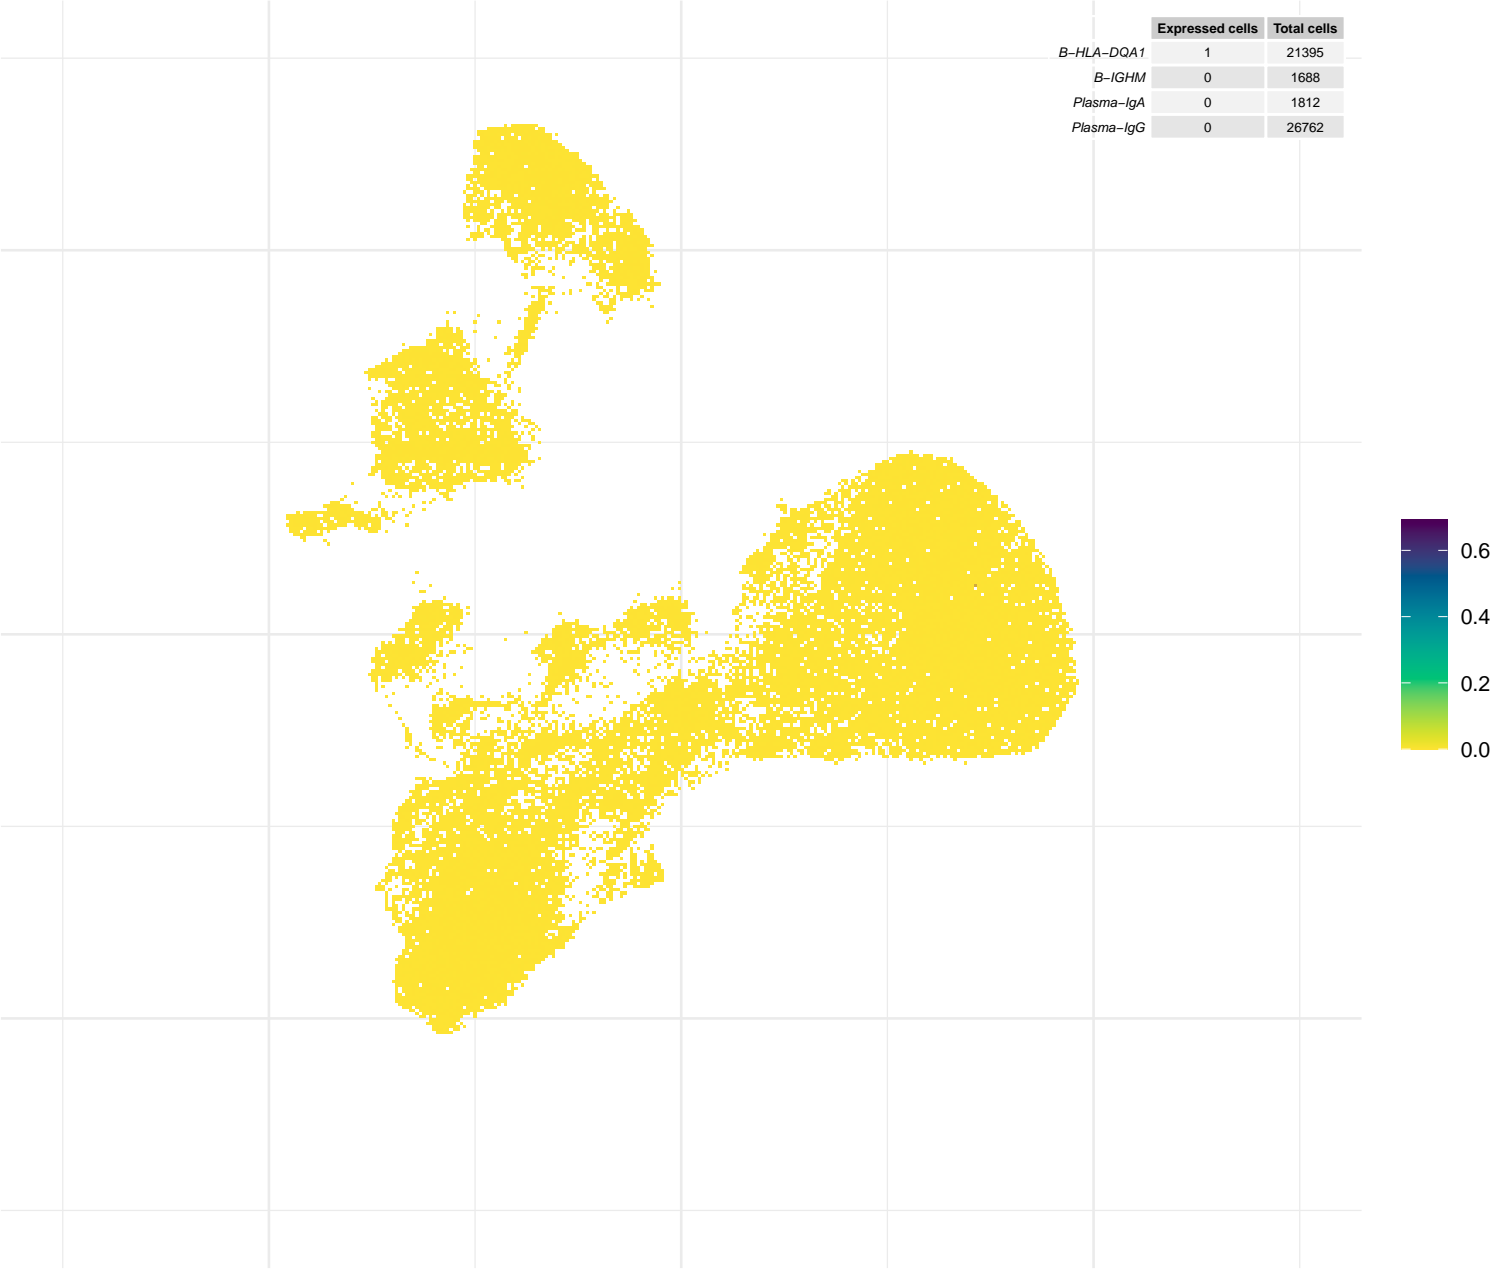 Expressed cells Total cells
B−HLA−DQA1 1 21395
B−IGHM 0 1688
Plasma−IgA 0 1812
Plasma−IgG 0 26762
0.6
0.4
0.2
0.0